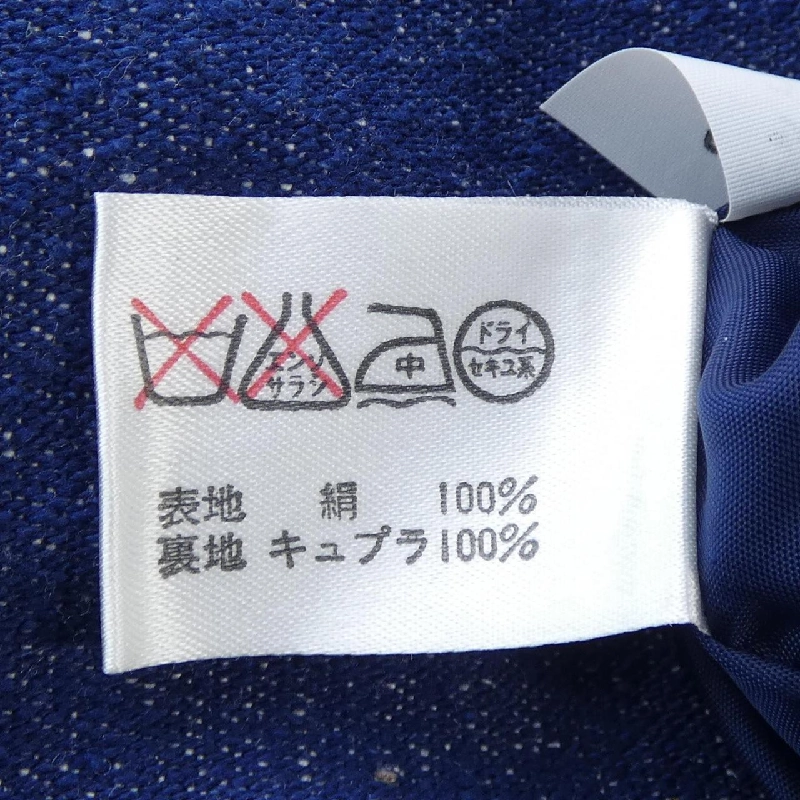 エンソ
サラシ
中
ドライ
セキユ系
表地 絹 100%
裏地 キュプラ100%